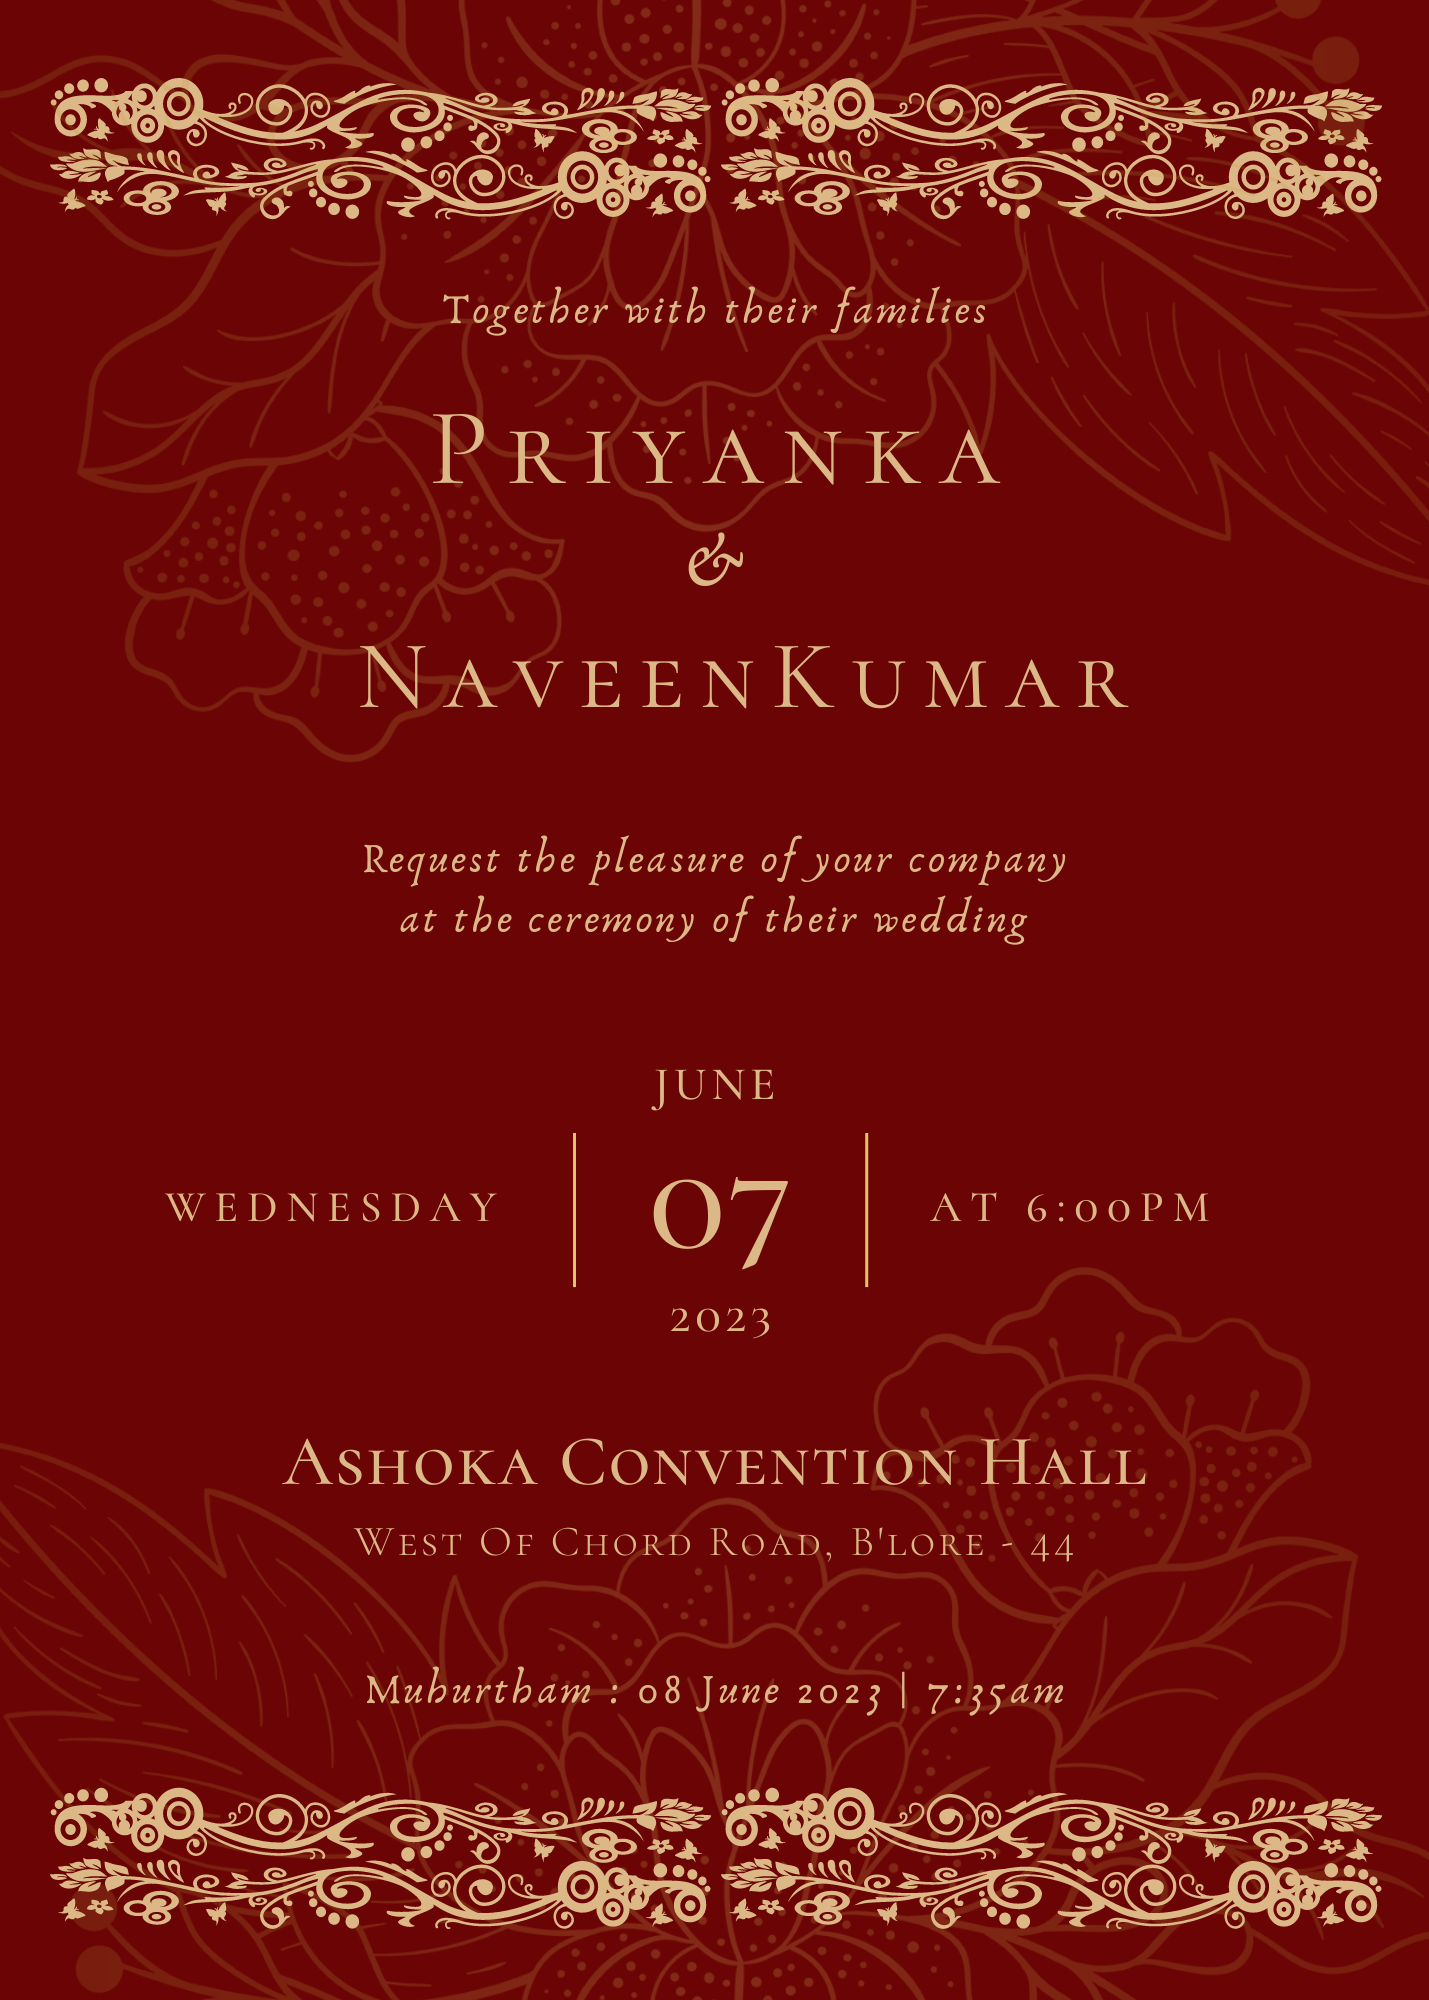 Together with their families
Priyanka
&
NaveenKumar
Request the pleasure of your company
at the ceremony of their wedding
JUNE
WEDNESDAY
07
AT 6:00PM
2023
Ashoka Convention Hall
West Of Chord Road, B'lore - 44
Muhurtham : 08 June 2023 | 7:35am